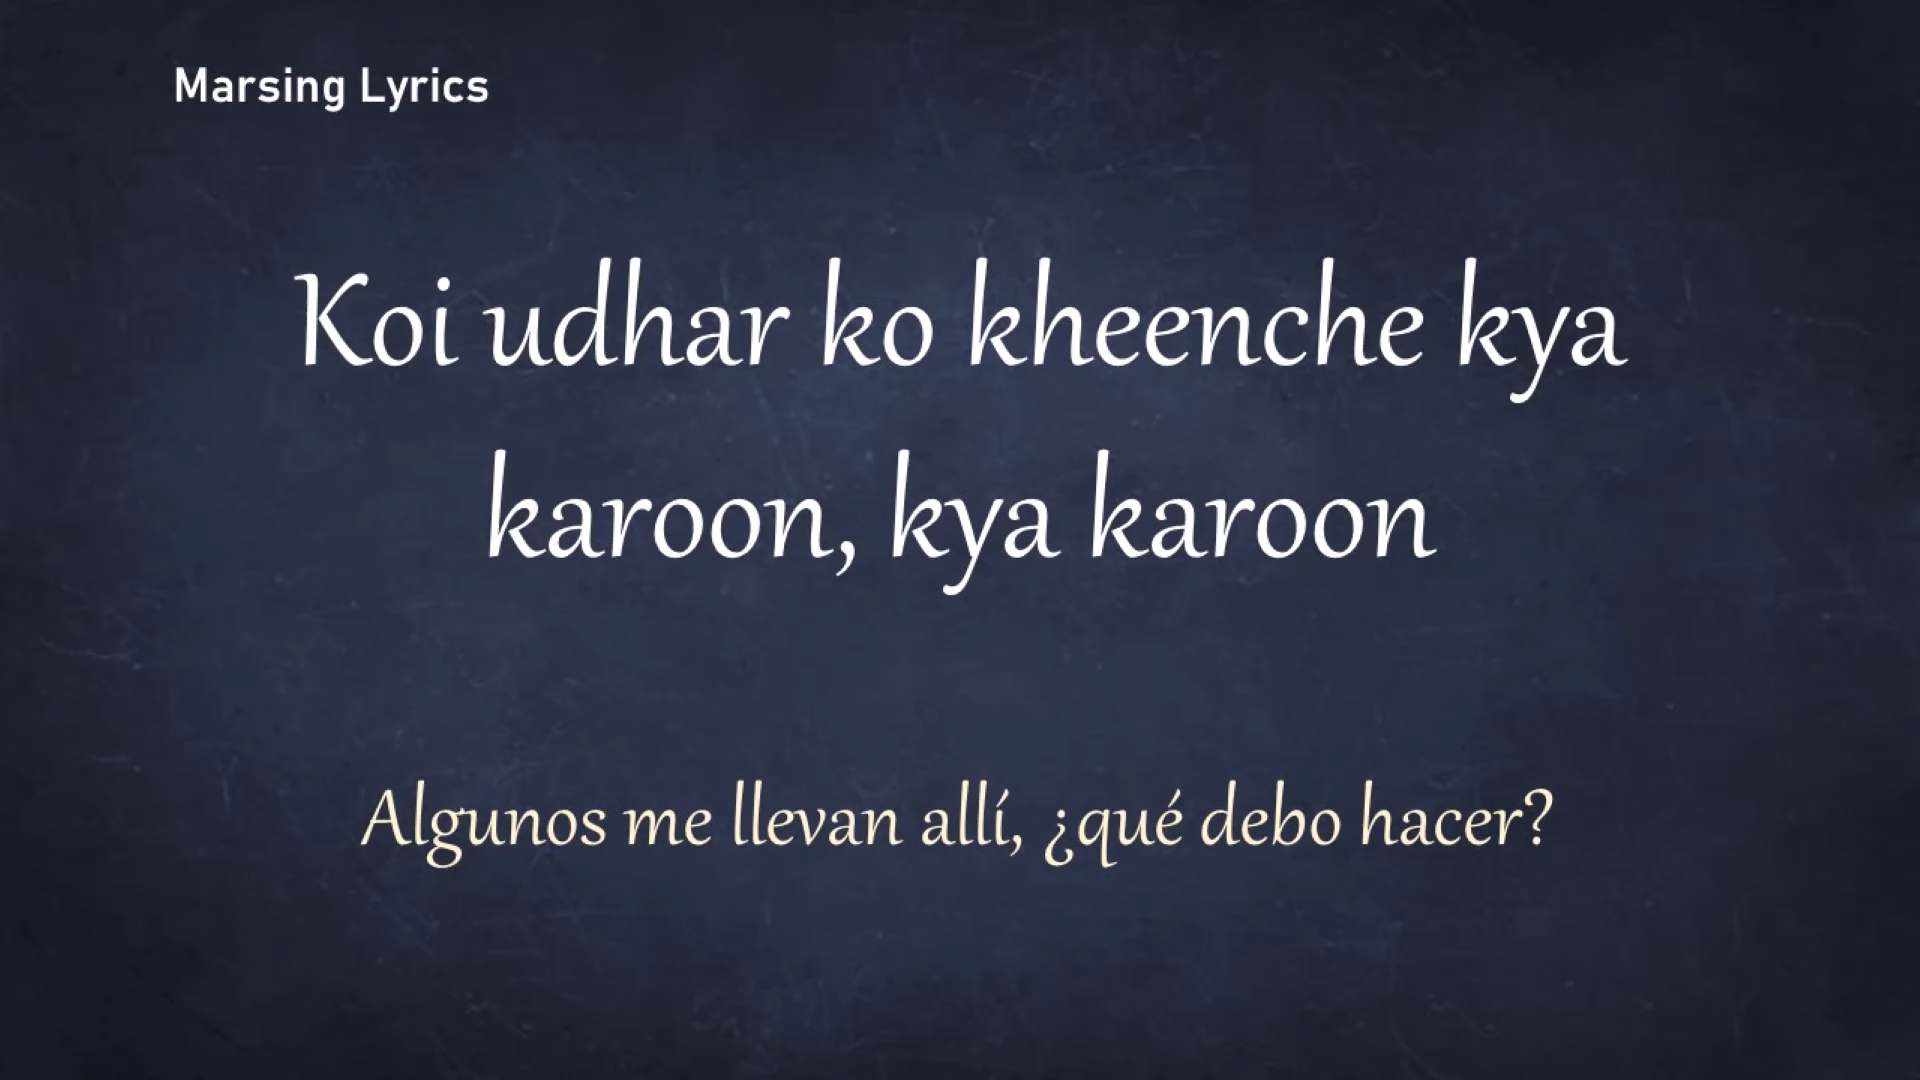 Marsing Lyrics
Koi udhar ko kheenche kya
karoon, kya karoon
Algunos me llevan allí, ¿qué debo hacer?